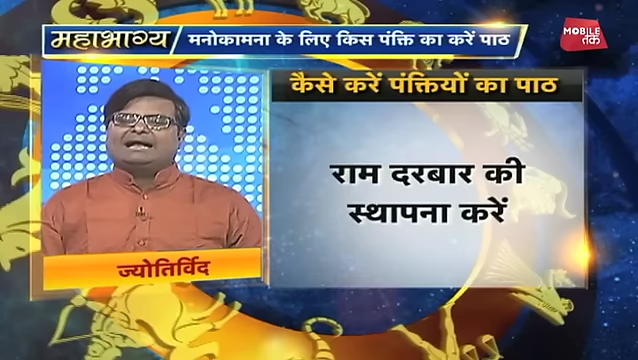 महाभाग्य
मनोकामना के लिए किस पंक्ति का करें पाठ
MOBILE
तक
कैसे करें पंक्तियों का पाठ
राम दरबार की
स्थापना करें
ज्योतिर्विद